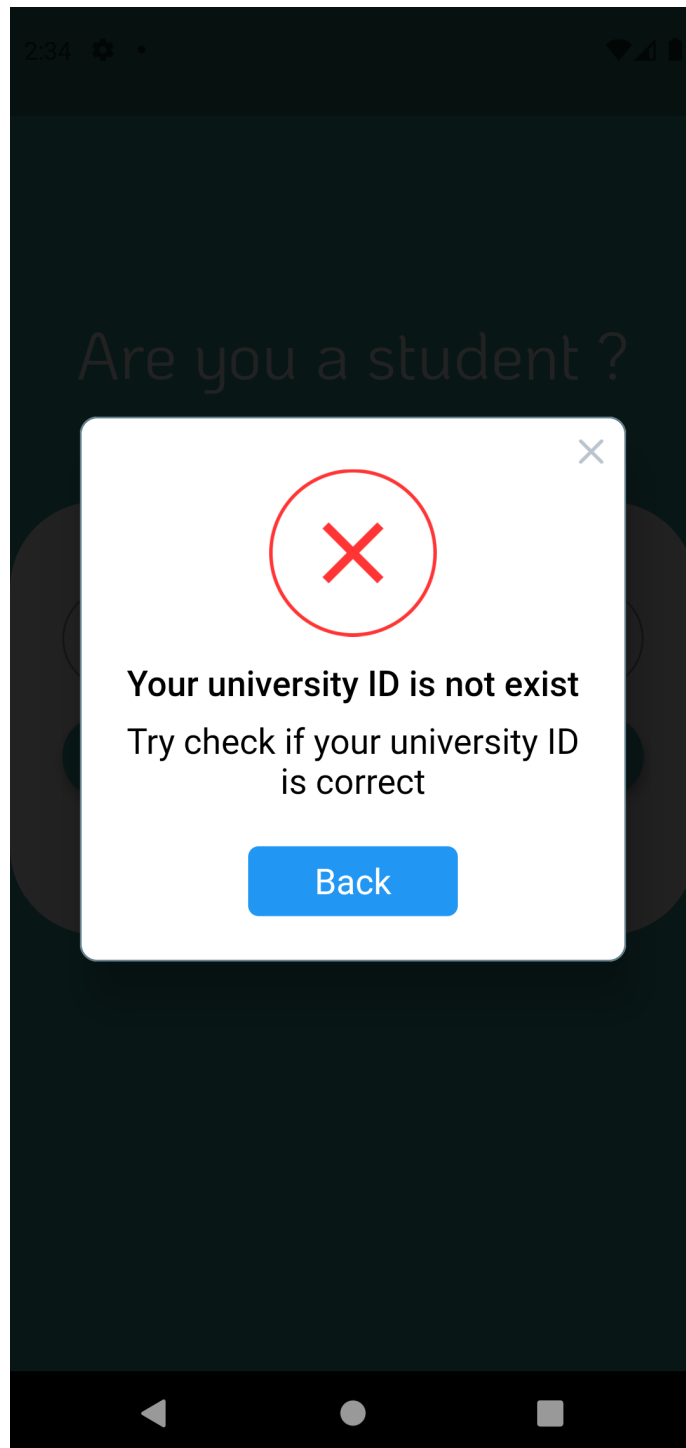 2:34
Are you a student ?
Your university ID is not exist
Try check if your university ID
is correct
Back